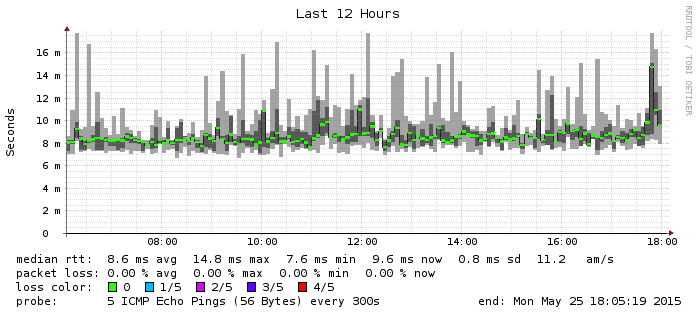 Last 12 Hours
RRDTOOL / TOBI OETIKER
Seconds
16 m
14 m
12 m
10 m
8 m
6 m
4 m
2 m
0
08:00 10:00 12:00 14:00 16:00 18:00
median rtt: 8.6 ms avg 14.8 ms max 7.6 ms min 9.6 ms now 0.8 ms sd 11.2 am/s
packet loss: 0.00 % avg 0.00 % max 0.00 % min 0.00 % now
loss color: 0 1/5 2/5 3/5 4/5
probe: 5 ICMP Echo Pings (56 Bytes) every 300s end: Mon May 25 18:05:19 2015